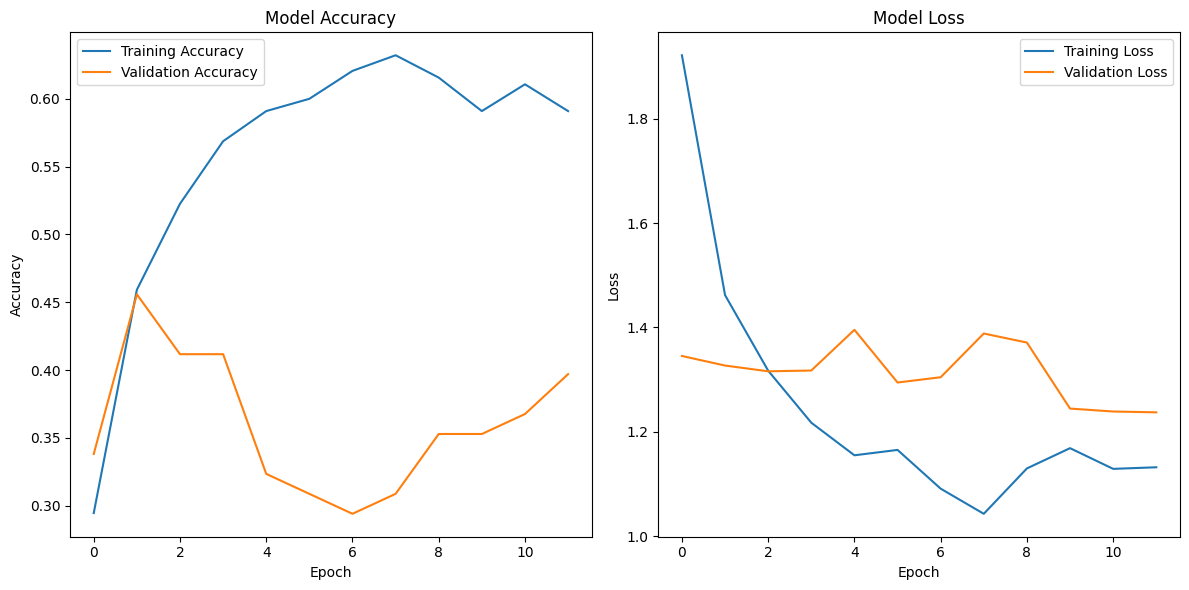 Model Accuracy
Training Accuracy
Validation Accuracy
Accuracy
0.60
0.55
0.50
0.45
0.40
0.35
0.30
0 2 4 6 8 10
Epoch
Model Loss
Training Loss
Validation Loss
Loss
1.8
1.6
1.4
1.2
1.0
0 2 4 6 8 10
Epoch